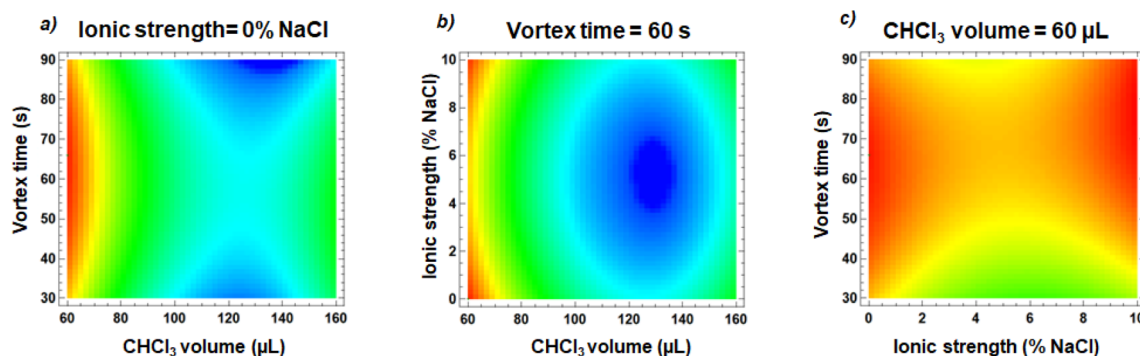 a) Ionic strength= 0% NaCl
Vortex time (s)
90
80
70
60
50
40
30
60 80 100 120 140 160
CHCl₃ volume (µL)
b) Vortex time = 60 s
Ionic strength (% NaCl)
10
8
6
4
2
0
60 80 100 120 140 160
CHCl₃ volume (µL)
c) CHCl₃ volume = 60 µL
Vortex time (s)
90
80
70
60
50
40
30
0 2 4 6 8 10
Ionic strength (% NaCl)